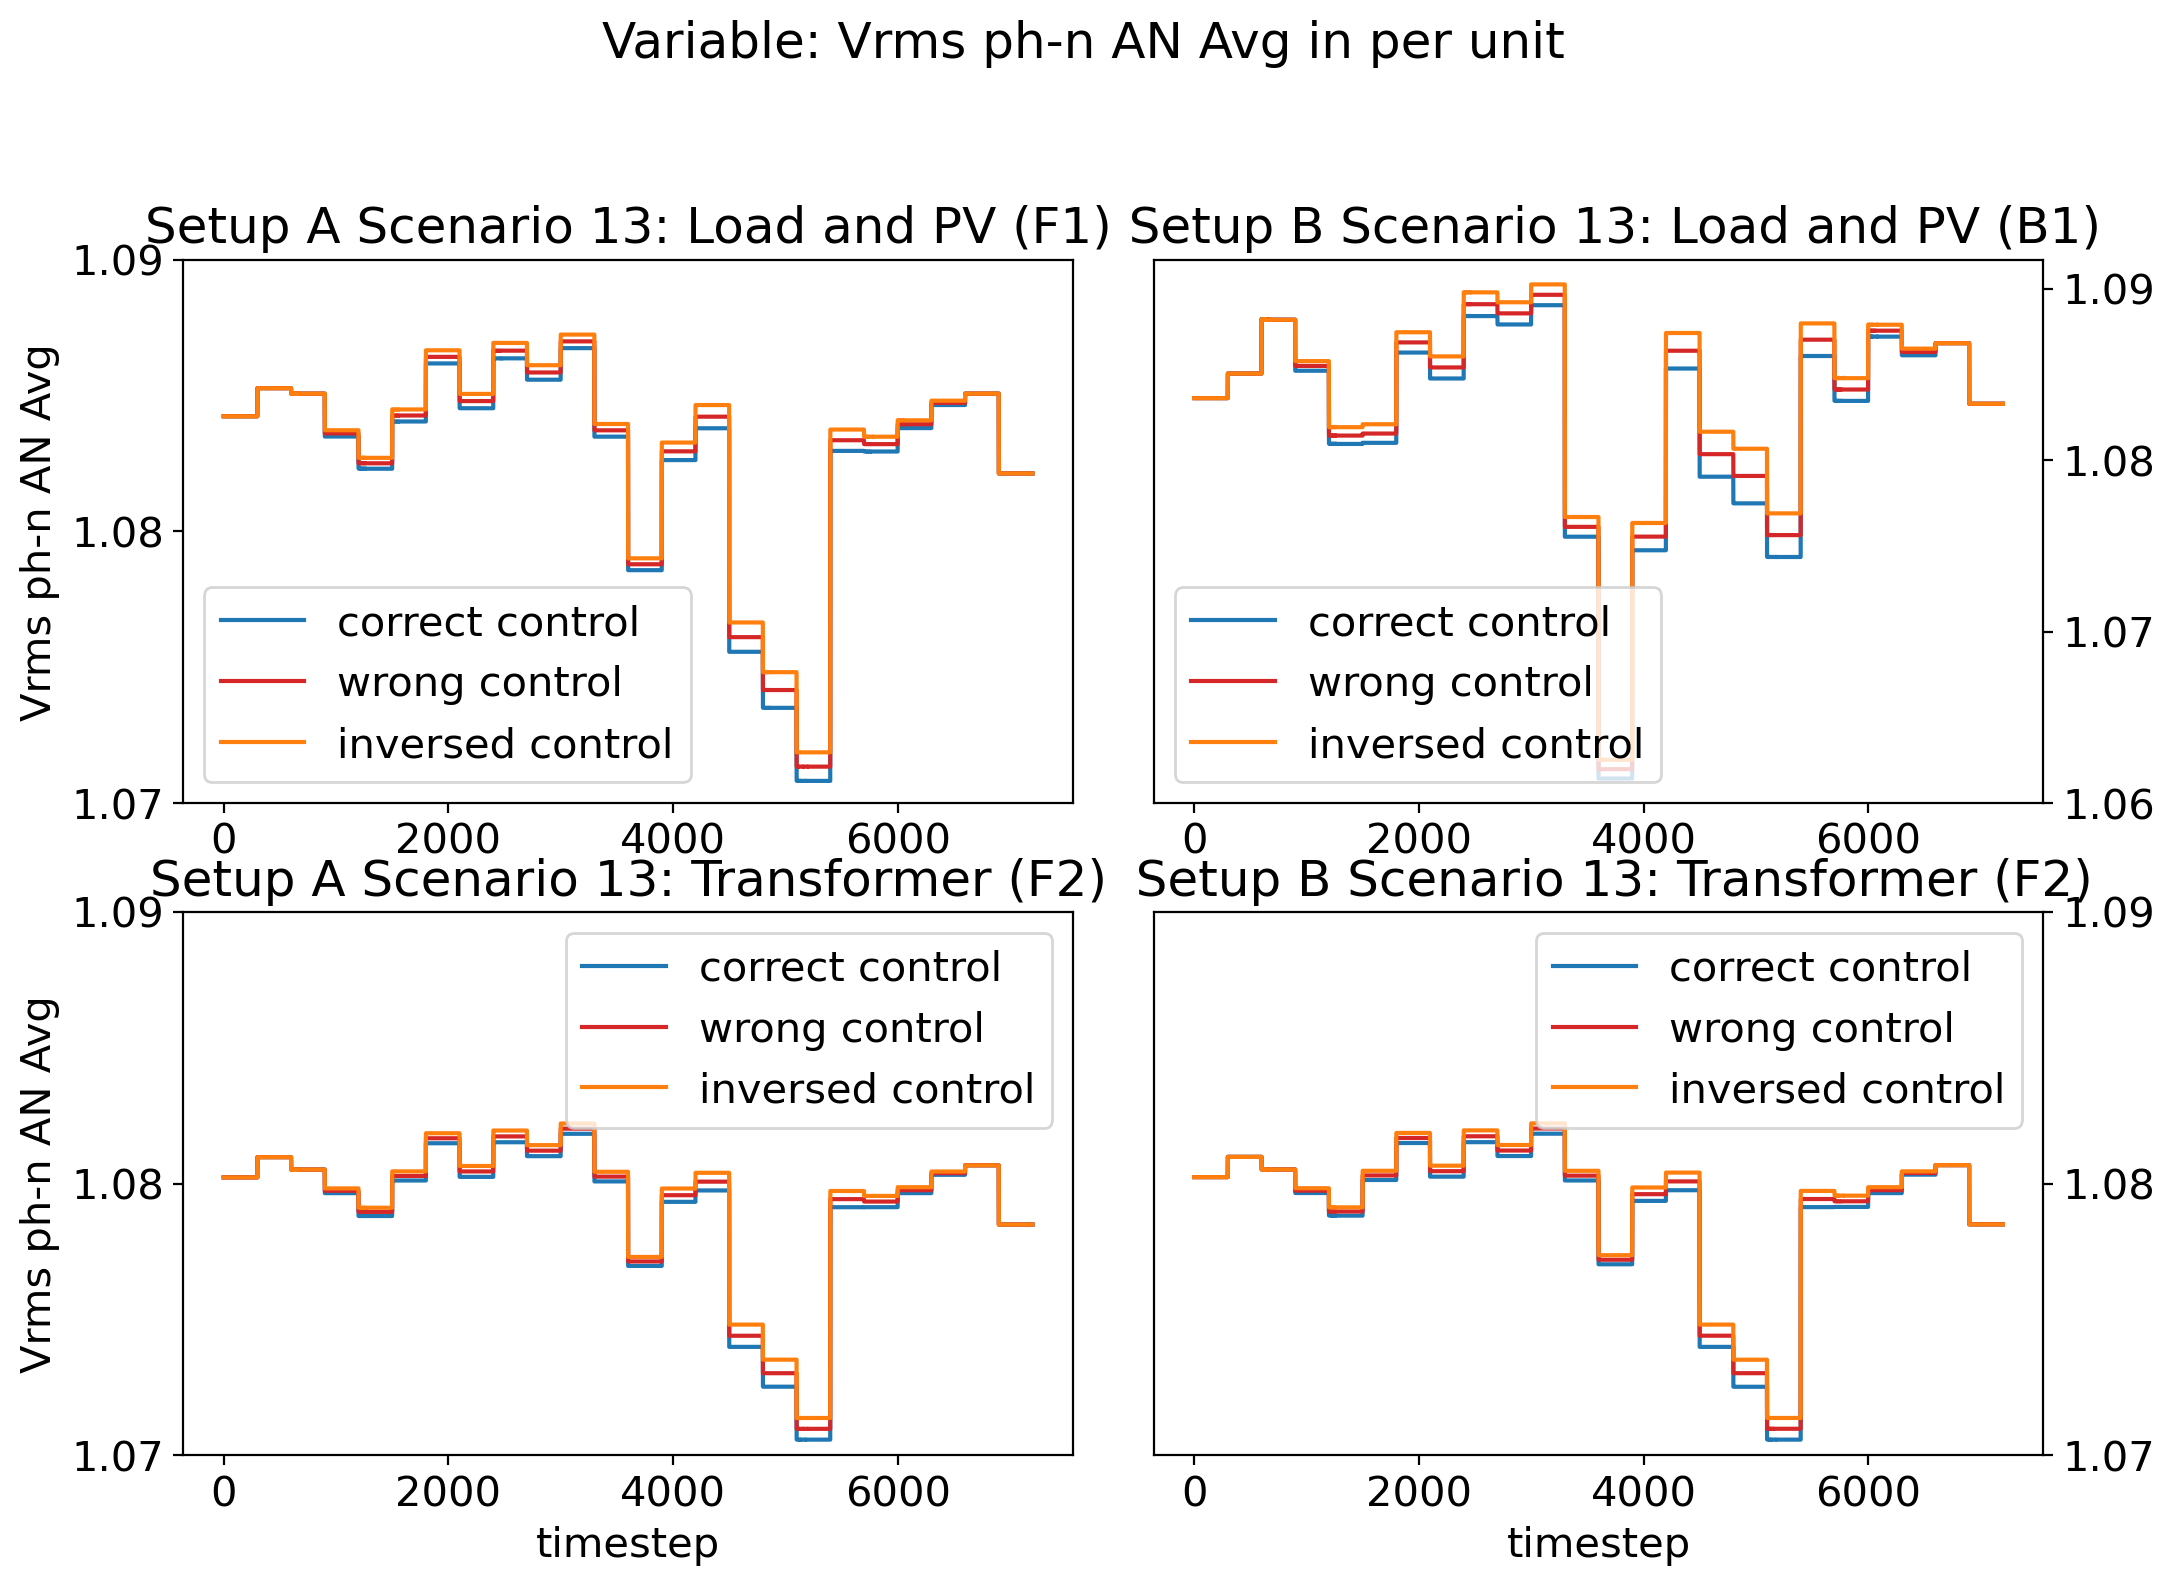 Variable: Vrms ph-n AN Avg in per unit
Setup A Scenario 13: Load and PV (F1)
1.09
1.08
1.07
Vrms ph-n AN Avg
correct control
wrong control
inversed control
0 2000 4000 6000
Setup B Scenario 13: Load and PV (B1)
1.09
1.08
1.07
1.06
correct control
wrong control
inversed control
0 2000 4000 6000
Setup A Scenario 13: Transformer (F2)
1.09
1.08
1.07
Vrms ph-n AN Avg
correct control
wrong control
inversed control
0 2000 4000 6000
timestep
Setup B Scenario 13: Transformer (F2)
1.09
1.08
1.07
correct control
wrong control
inversed control
0 2000 4000 6000
timestep